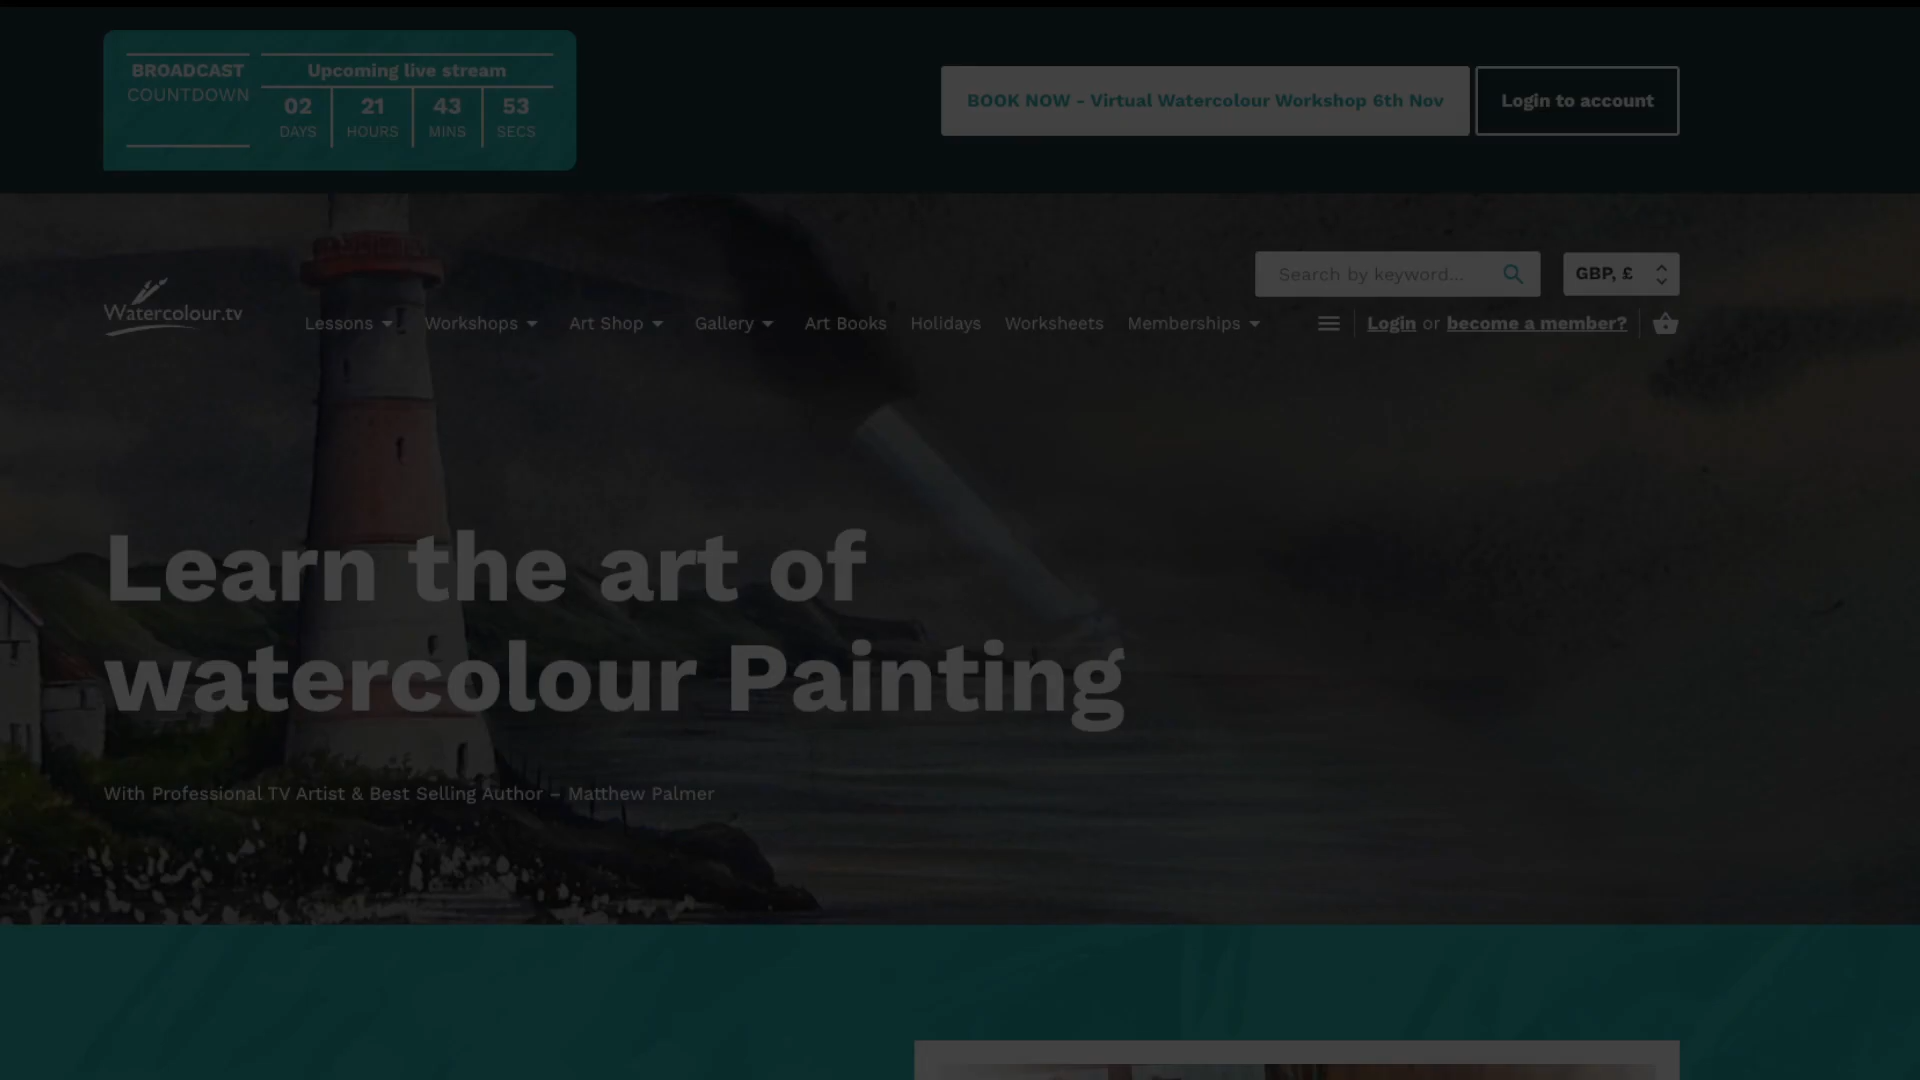 BROADCAST
COUNTDOWN
Upcoming live stream
02 21 43 53
DAYS HOURS MINS SECS
BOOK NOW - Virtual Watercolour Workshop 6th Nov
Login to account
Search by keyword...
GBP, £
Watercolour.tv
Lessons Workshops Art Shop Gallery Art Books Holidays Worksheets Memberships
Login or become a member?
Learn the art of
watercolour Painting
With Professional TV Artist & Best Selling Author – Matthew Palmer